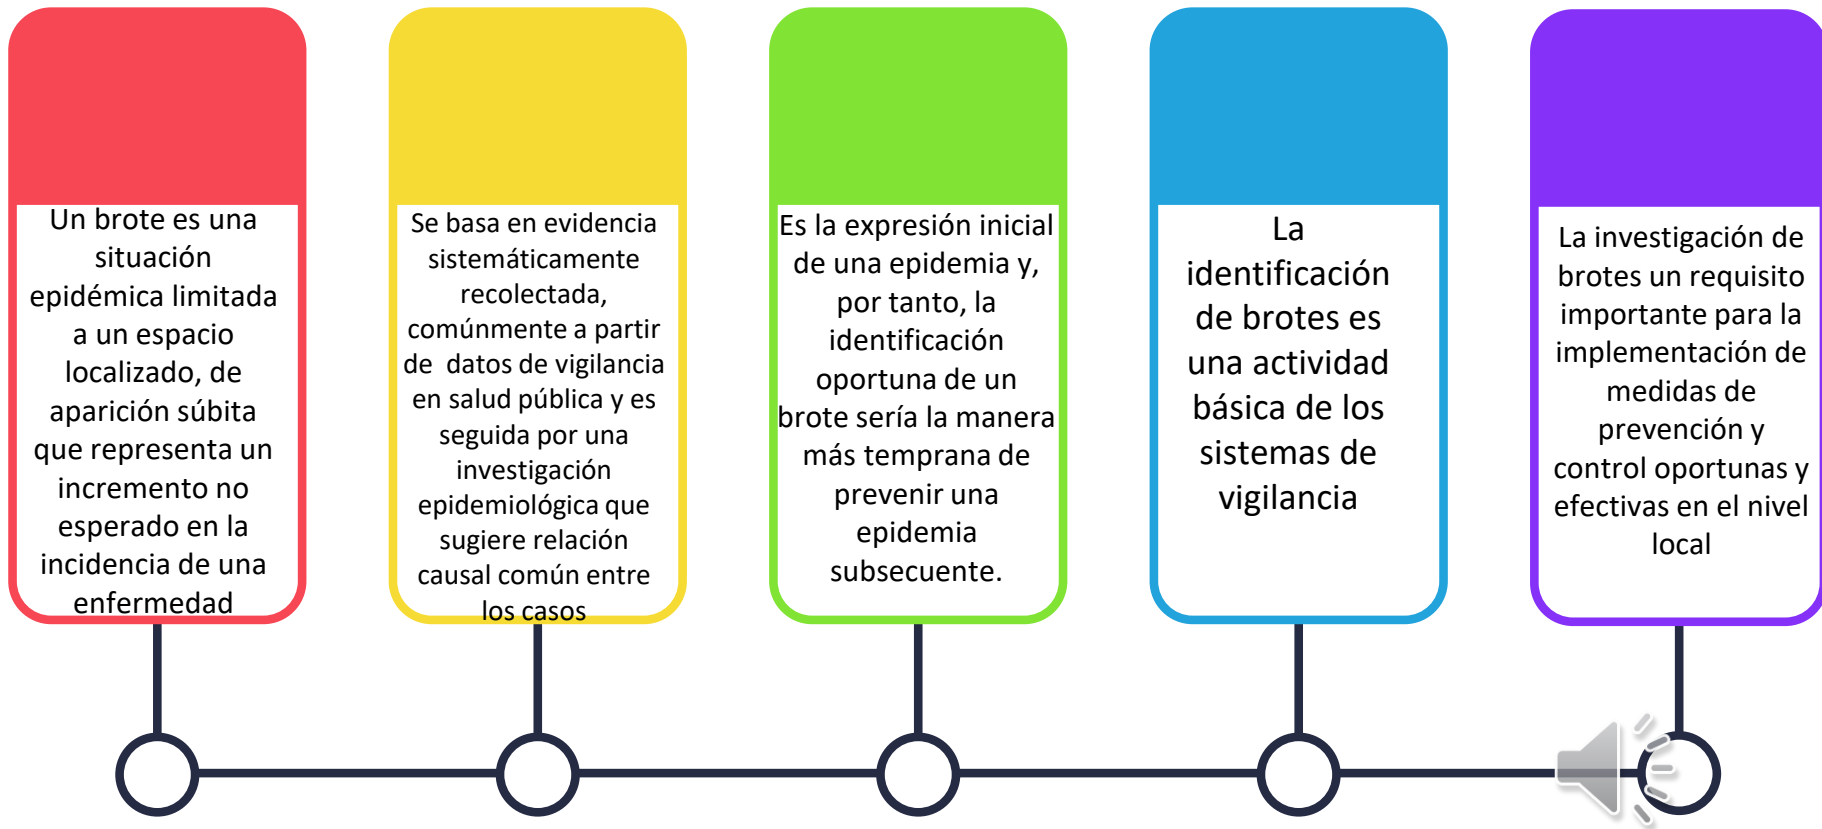 Un brote es una
situación
epidémica limitada
a un espacio
localizado, de
aparición súbita
que representa un
incremento no
esperado en la
incidencia de una
enfermedad
Se basa en evidencia
sistemáticamente
recolectada,
comúnmente a partir
de datos de vigilancia
en salud pública y es
seguida por una
investigación
epidemiológica que
sugiere relación
causal común entre
los casos
Es la expresión inicial
de una epidemia y,
por tanto, la
identificación
oportuna de un
brote sería la manera
más temprana de
prevenir una
epidemia
subsecuente.
La
identificación
de brotes es
una actividad
básica de los
sistemas de
vigilancia
La investigación de
brotes un requisito
importante para la
implementación de
medidas de
prevención y
control oportunas y
efectivas en el nivel
local